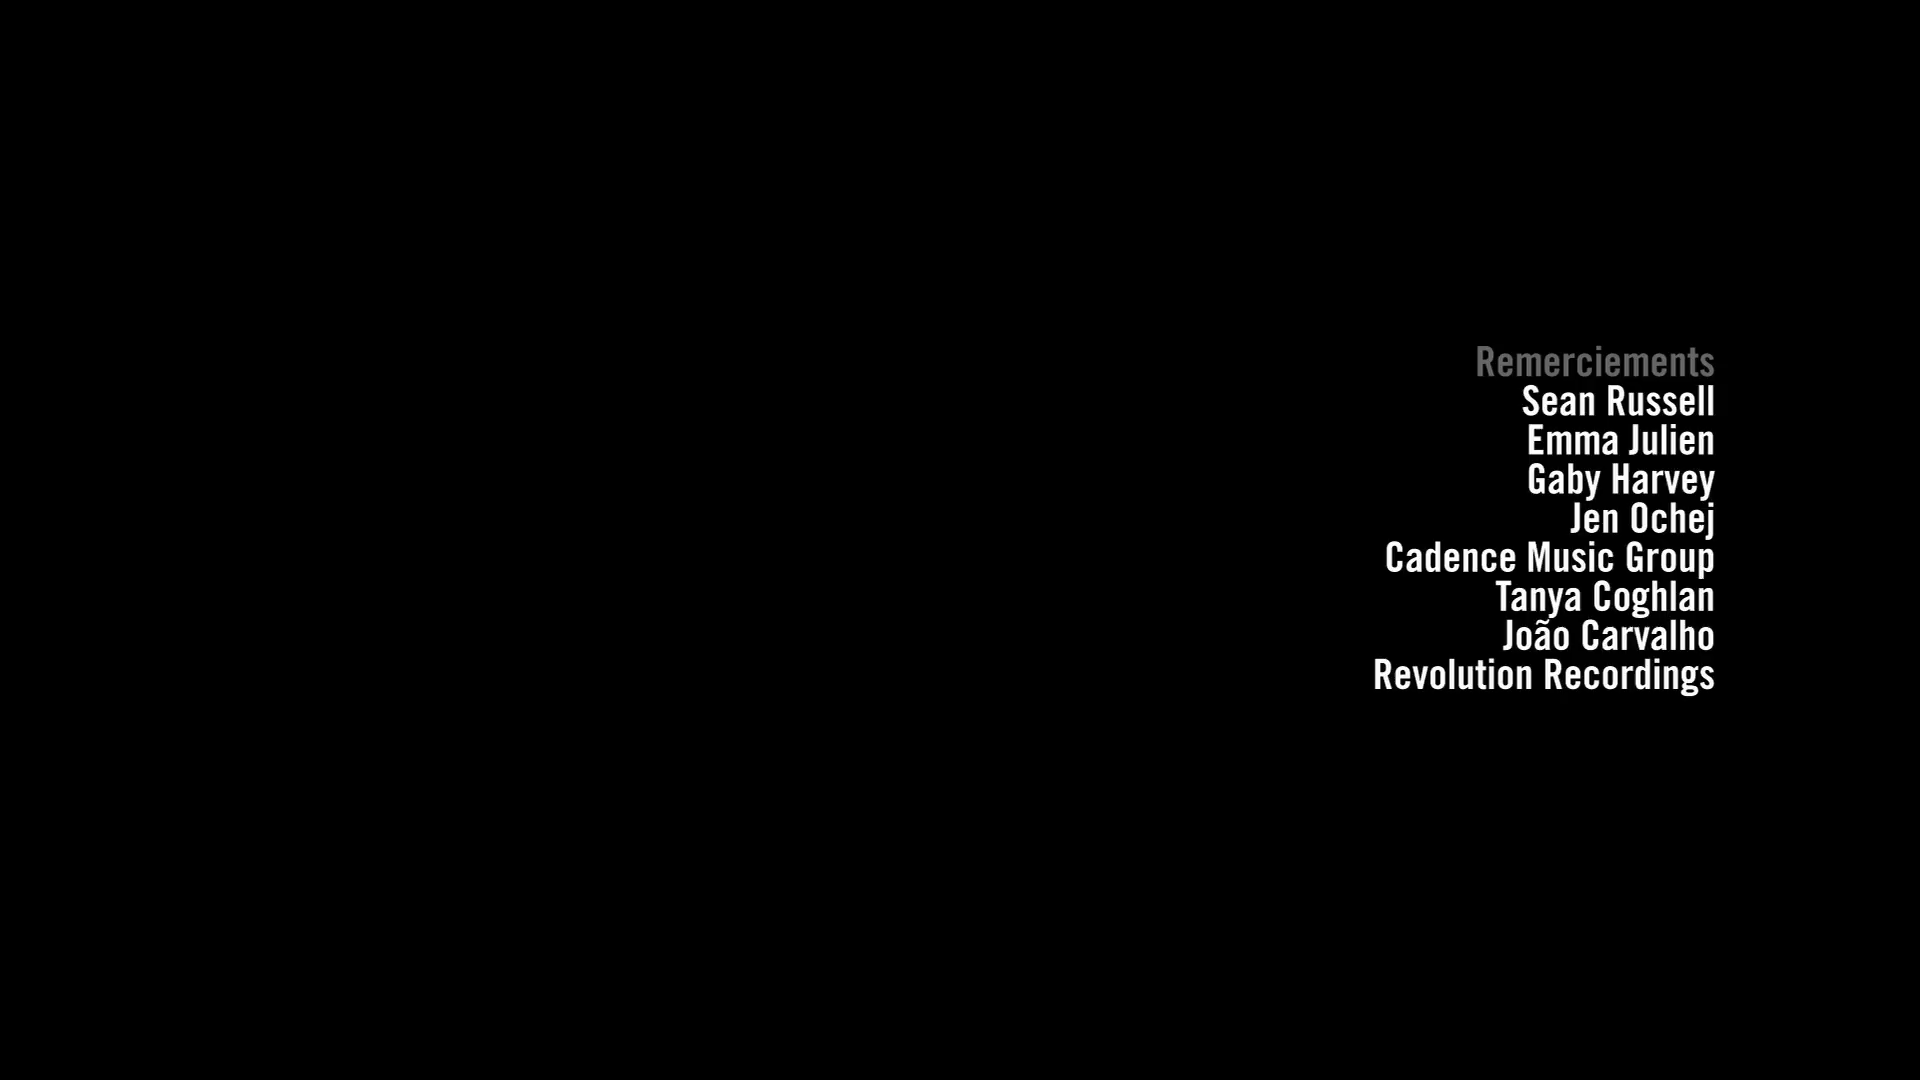 Remerciements
Sean Russell
Emma Julien
Gaby Harvey
Jen Ochej
Cadence Music Group
Tanya Coghlan
João Carvalho
Revolution Recordings